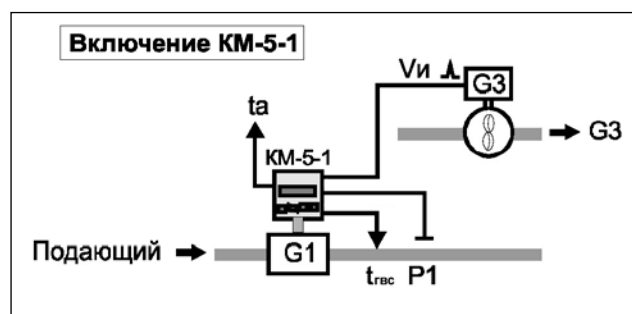 Включение КМ-5-1
Vи
G3
ta
G3
КМ-5-1
Подающий
G1
tгвс P1